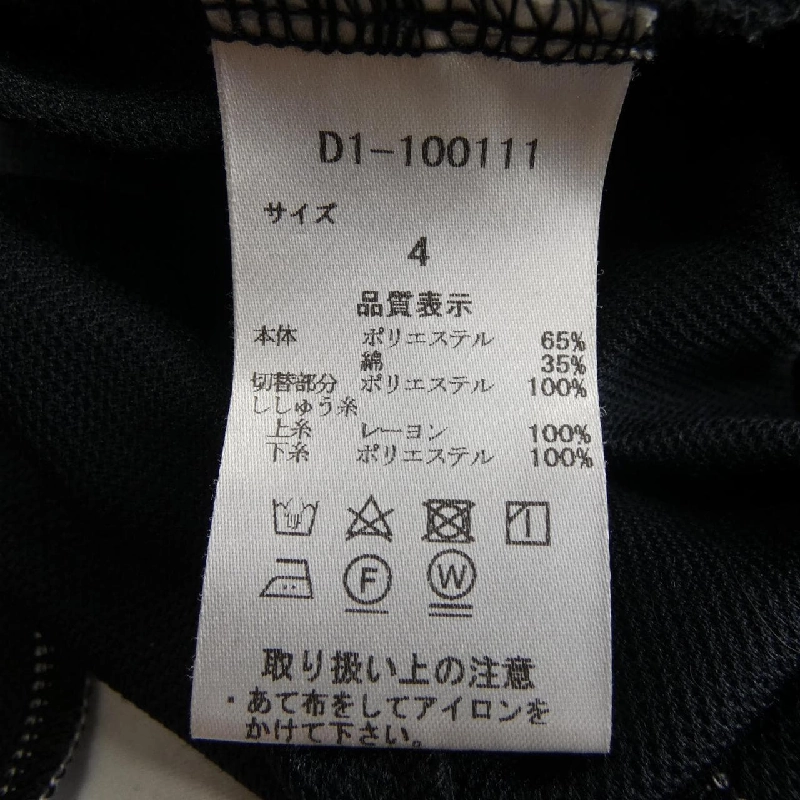 D1-100111
サイズ
4
品質表示
本体 ポリエステル 65%
綿 35%
切替部分 ポリエステル 100%
ししゅう糸
上糸 レーヨン 100%
下糸 ポリエステル 100%
F W
取り扱い上の注意
・あて布をしてアイロンを
かけて下さい。